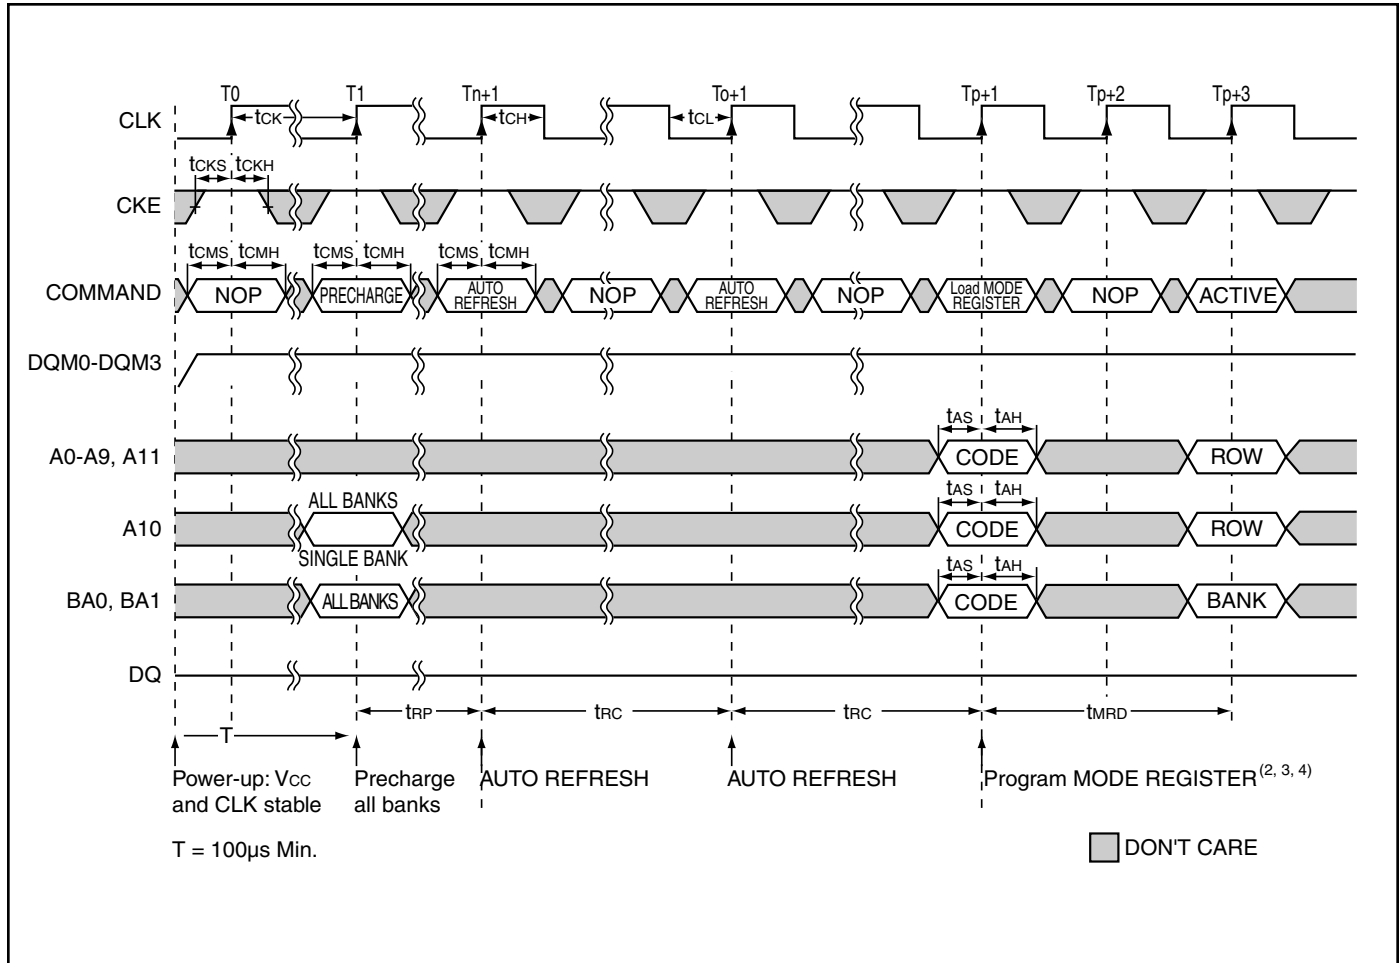 T0 T1 Tn+1 To+1 Tp+1 Tp+2 Tp+3
CLK tCK tCH tCL
tCKS tCKH
CKE
tCMS tCMH tCMS tCMH tCMS tCMH
COMMAND NOP PRECHARGE AUTO REFRESH NOP AUTO REFRESH NOP Load MODE REGISTER NOP ACTIVE
DQM0-DQM3
tAS tAH
A0-A9, A11 CODE ROW
ALL BANKS tAS tAH
A10 CODE ROW
SINGLE BANK tAS tAH
BA0, BA1 ALL BANKS CODE BANK
DQ
tRP tRC tRC tMRD
T
Power-up: VCC and CLK stable
Precharge all banks
AUTO REFRESH
AUTO REFRESH
Program MODE REGISTER(2, 3, 4)
T = 100µs Min.
DON'T CARE